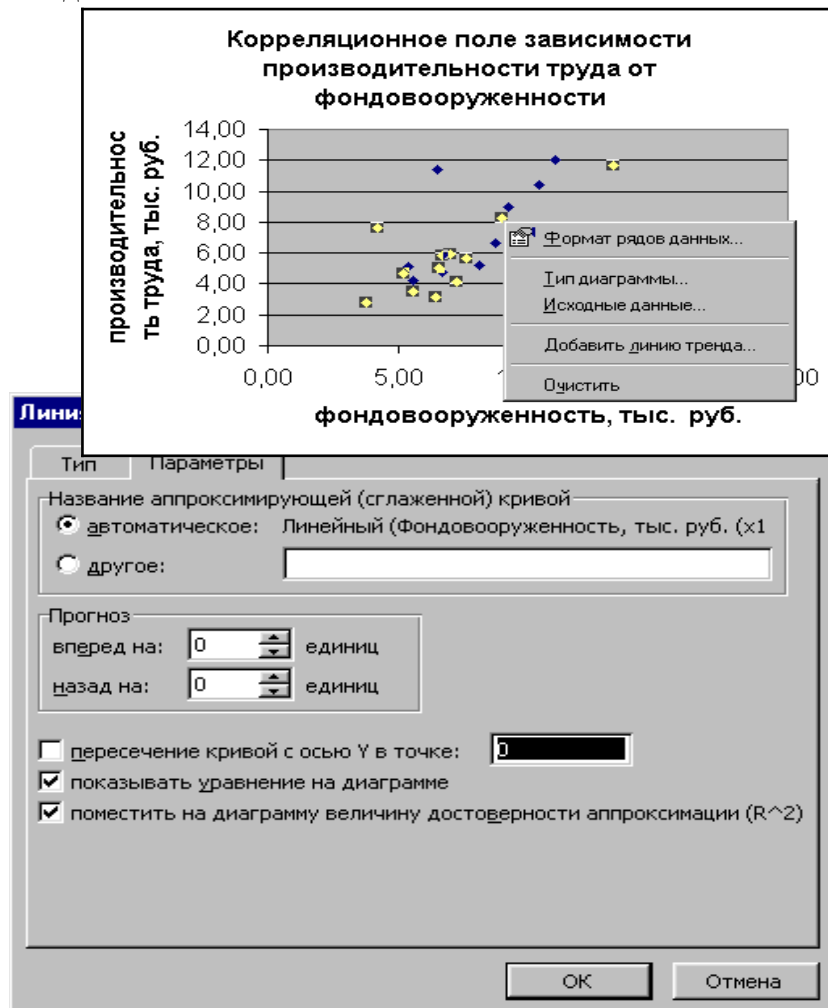 Корреляционное поле зависимости
производительности труда от
фондовооруженности
производительнос
ть труда, тыс. руб.
14,00
12,00
10,00
8,00
6,00
4,00
2,00
0,00
0,00 5,00
фондовооруженность, тыс. руб.
Формат рядов данных...
Тип диаграммы...
Исходные данные...
Добавить линию тренда...
Очистить
Тип Параметры
Название аппроксимирующей (сглаженной) кривой
автоматическое: Линейный (Фондовооруженность, тыс. руб. (x1
другое:
Прогноз
вперед на: 0 единиц
назад на: 0 единиц
пересечение кривой с осью Y в точке: 0
показывать уравнение на диаграмме
поместить на диаграмму величину достоверности аппроксимации (R^2)
ОК Отмена